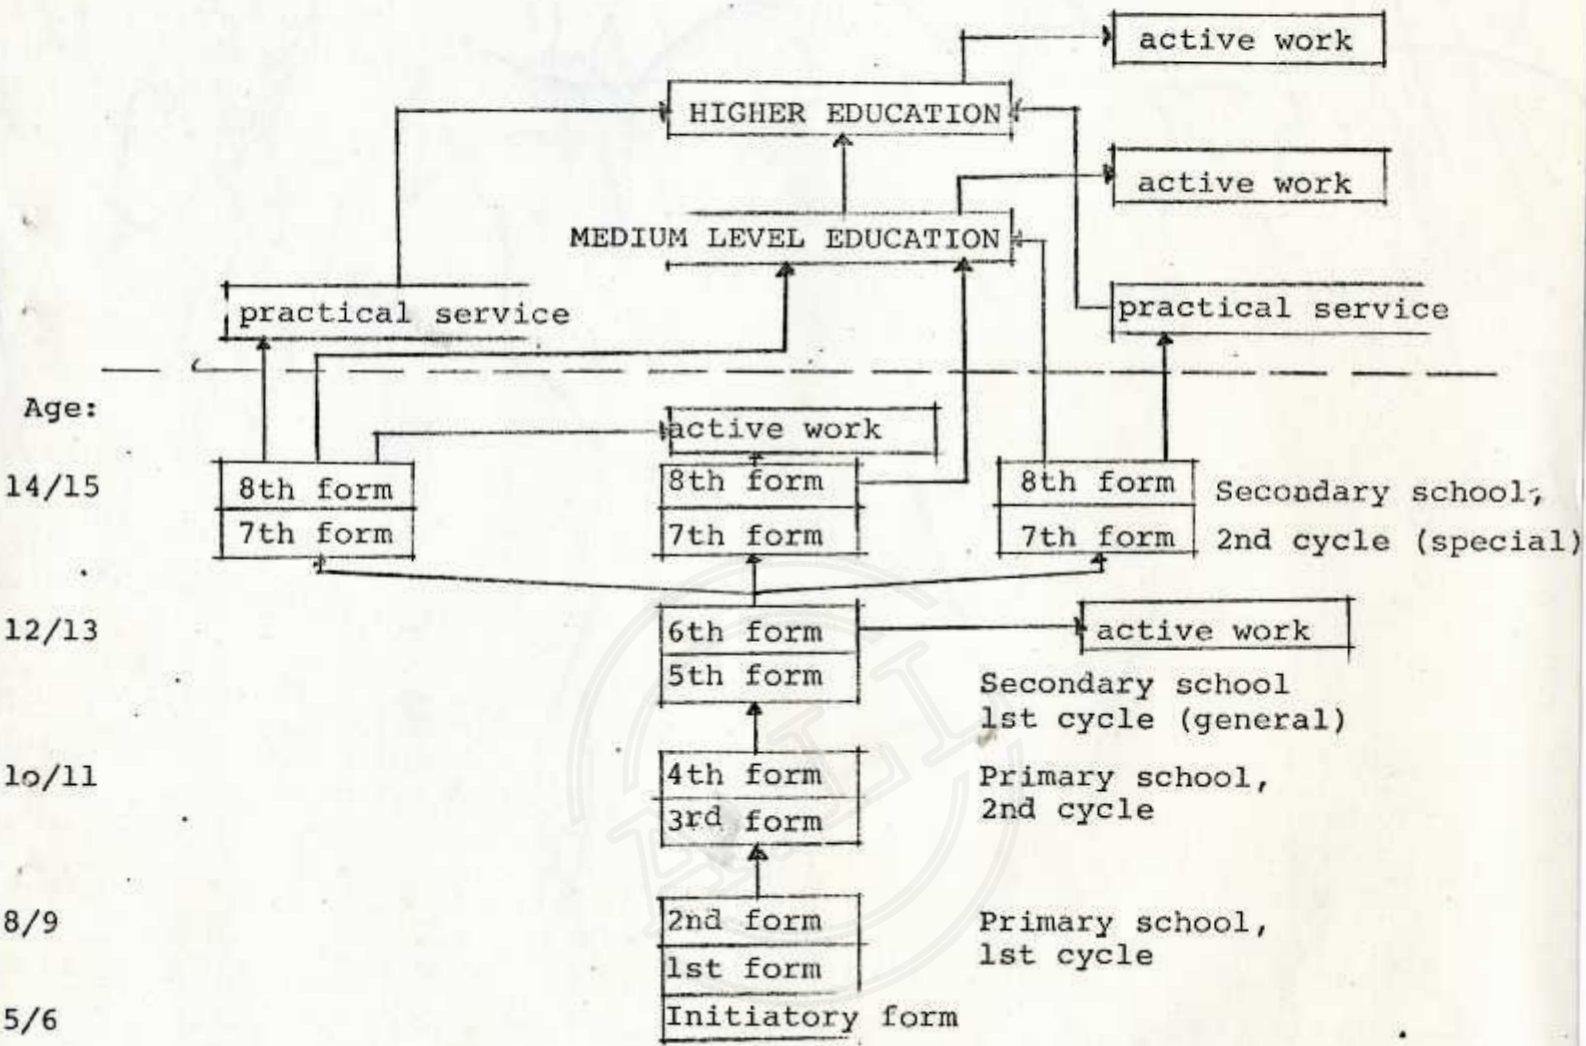 active work
HIGHER EDUCATION
active work
MEDIUM LEVEL EDUCATION
practical service
practical service
Age:
active work
14/15
8th form
8th form
8th form
Secondary school,
7th form
7th form
7th form
2nd cycle (special)
12/13
6th form
active work
5th form
Secondary school
1st cycle (general)
1o/11
4th form
Primary school,
3rd form
2nd cycle
8/9
2nd form
Primary school,
1st form
1st cycle
5/6
Initiatory form
ALL